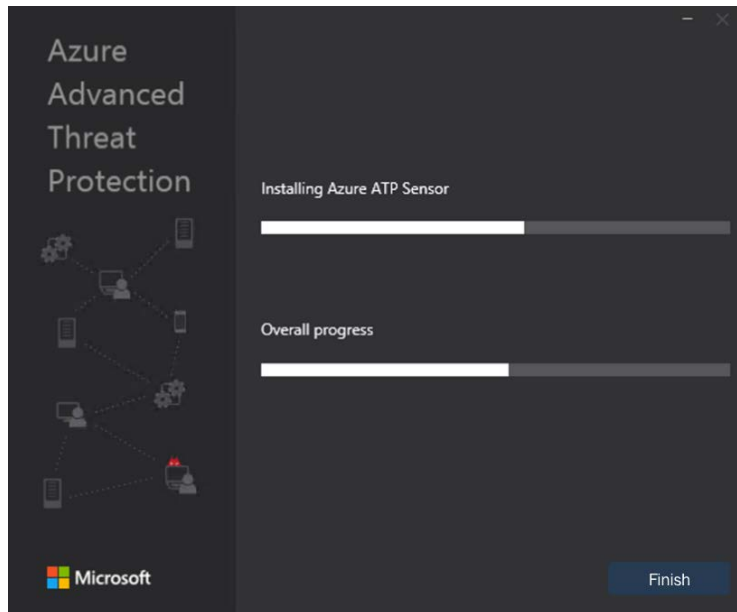 Azure
Advanced
Threat
Protection
Installing Azure ATP Sensor
Overall progress
Microsoft
Finish